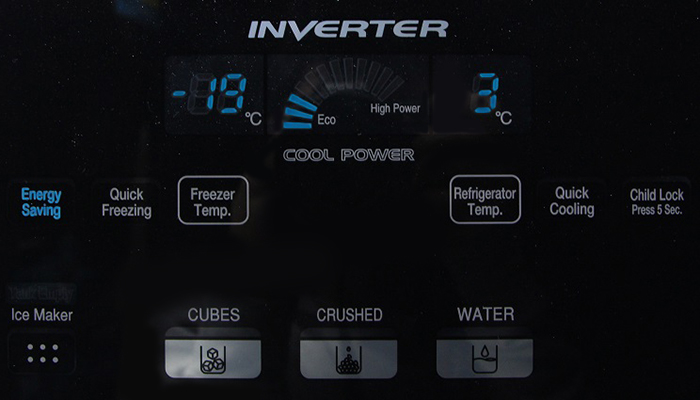 INVERTER
-19 °C
Eco
High Power
3 °C
COOL POWER
Energy
Saving
Quick
Freezing
Freezer
Temp.
Refrigerator
Temp.
Quick
Cooling
Child Lock
Press 5 Sec.
Ice Maker
CUBES
CRUSHED
WATER